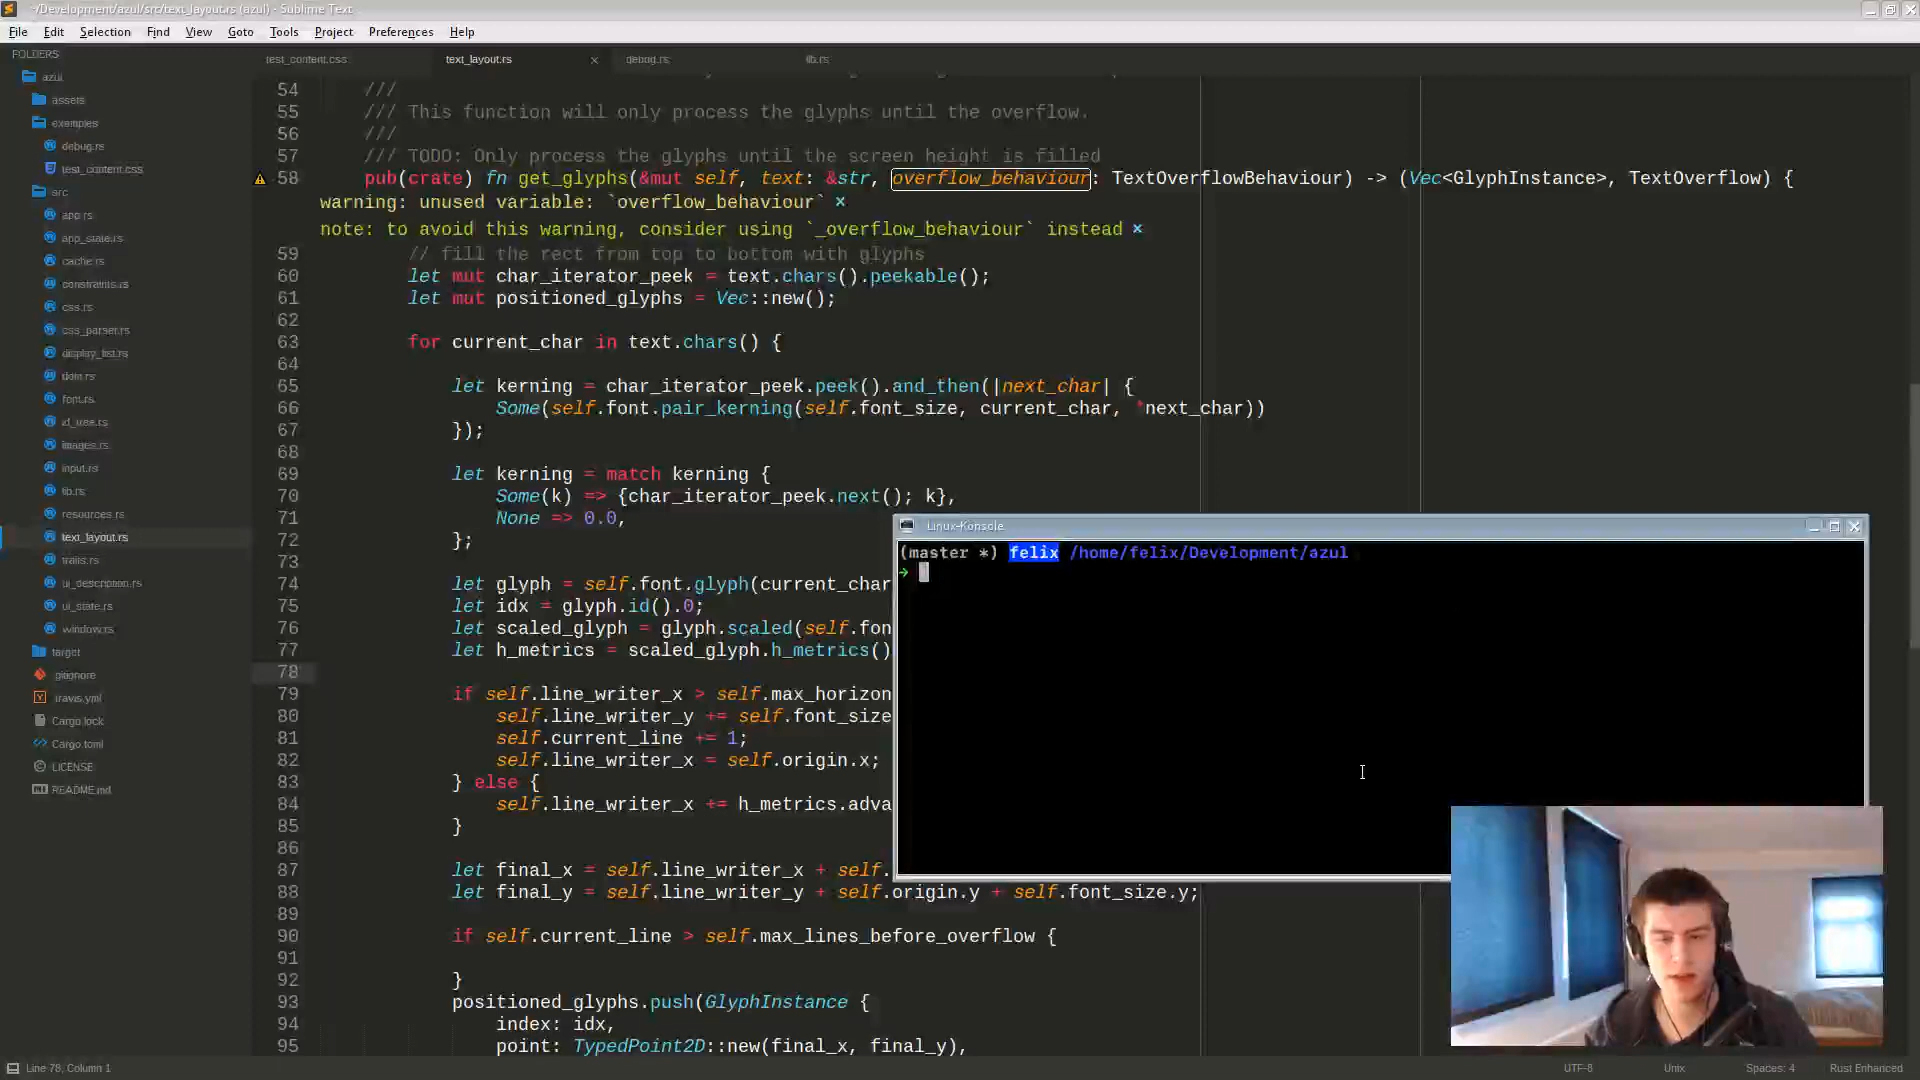 ~/Development/azul/src/text_layout.rs (azul) - Sublime Text
File Edit Selection Find View Goto Tools Project Preferences Help
FOLDERS
azul
assets
examples
debug.rs
test_content.css
src
app.rs
app_state.rs
cache.rs
constraints.rs
css.rs
css_parser.rs
display_list.rs
dom.rs
font.rs
id_tree.rs
images.rs
input.rs
lib.rs
resources.rs
text_layout.rs
traits.rs
ui_description.rs
ui_state.rs
window.rs
target
.gitignore
.travis.yml
Cargo.lock
Cargo.toml
LICENSE
README.md
test_content.css text_layout.rs × debug.rs lib.rs
54 ///
55 /// This function will only process the glyphs until the overflow.
56 ///
57 /// TODO: Only process the glyphs until the screen height is filled
58 pub(crate) fn get_glyphs(&mut self, text: &str, overflow_behaviour: TextOverflowBehaviour) -> (Vec<GlyphInstance>, TextOverflow) {
warning: unused variable: `overflow_behaviour` ×
note: to avoid this warning, consider using `_overflow_behaviour` instead ×
59 // fill the rect from top to bottom with glyphs
60 let mut char_iterator_peek = text.chars().peekable();
61 let mut positioned_glyphs = Vec::new();
62
63 for current_char in text.chars() {
64
65 let kerning = char_iterator_peek.peek().and_then(|next_char| {
66 Some(self.font.pair_kerning(self.font_size, current_char, *next_char))
67 });
68
69 let kerning = match kerning {
70 Some(k) => {char_iterator_peek.next(); k},
71 None => 0.0,
72 };
73
74 let glyph = self.font.glyph(current_char
75 let idx = glyph.id().0;
76 let scaled_glyph = glyph.scaled(self.fon
77 let h_metrics = scaled_glyph.h_metrics()
78
79 if self.line_writer_x > self.max_horizon
80 self.line_writer_y += self.font_size
81 self.current_line += 1;
82 self.line_writer_x = self.origin.x;
83 } else {
84 self.line_writer_x += h_metrics.adva
85 }
86
87 let final_x = self.line_writer_x + self.
88 let final_y = self.line_writer_y + self.origin.y + self.font_size.y;
89
90 if self.current_line > self.max_lines_before_overflow {
91
92 }
93 positioned_glyphs.push(GlyphInstance {
94 index: idx,
95 point: TypedPoint2D::new(final_x, final_y),
Linux-Konsole
(master *) felix /home/felix/Development/azul
→
Line 78, Column 1 UTF-8 Unix Spaces: 4 Rust Enhanced